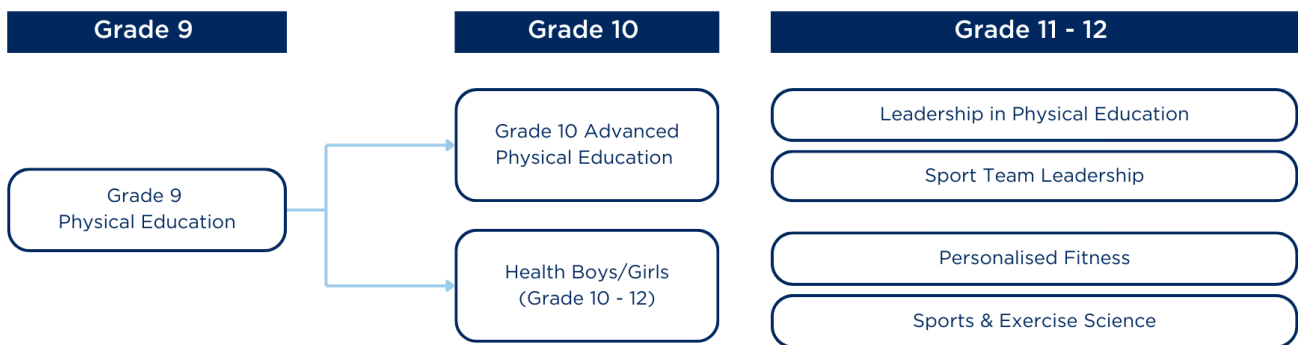 Grade 9
Grade 10
Grade 11 - 12
Grade 9
Physical Education
Grade 10 Advanced
Physical Education
Health Boys/Girls
(Grade 10 - 12)
Leadership in Physical Education
Sport Team Leadership
Personalised Fitness
Sports & Exercise Science